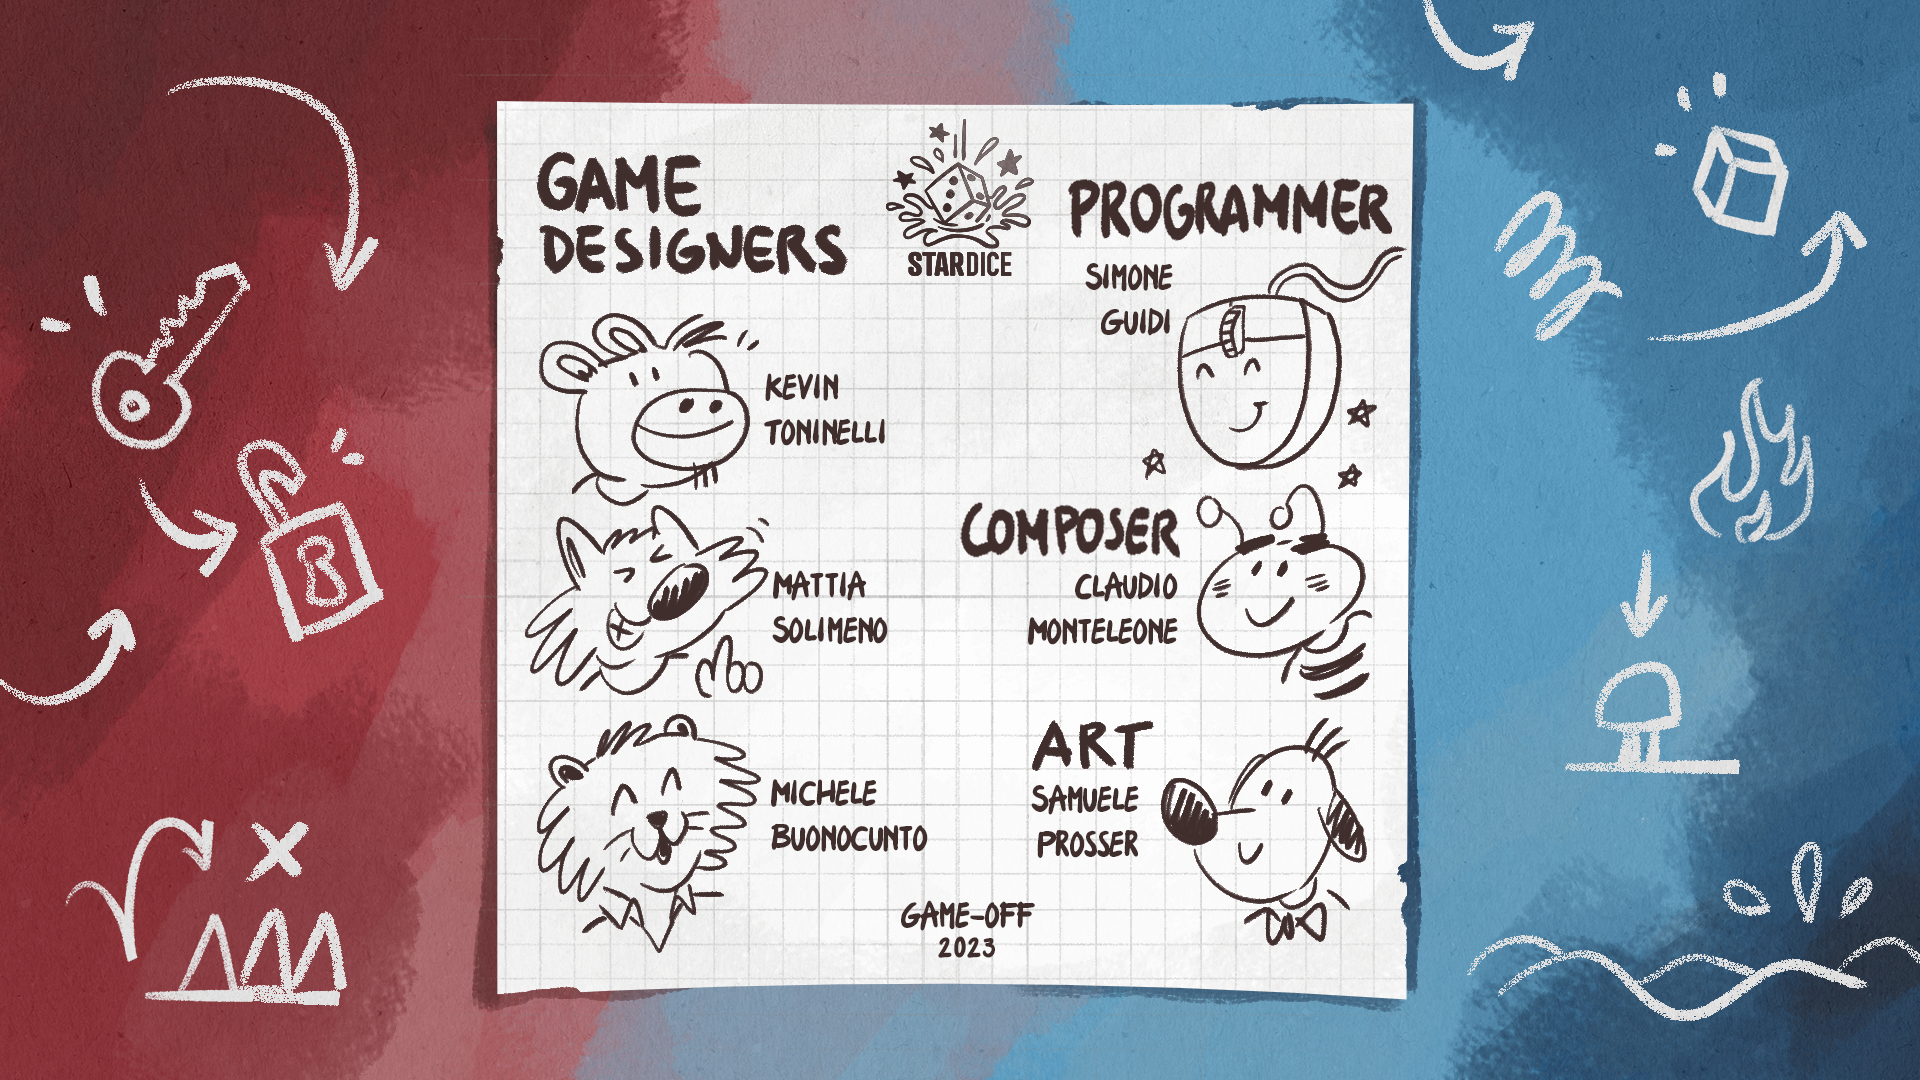 GAME
DESIGNERS
KEVIN
TONINELLI
MATTIA
SOLIMENO
MICHELE
BUONOCUNTO
STARDICE
PROGRAMMER
SIMONE
GUIDI
COMPOSER
CLAUDIO
MONTELEONE
ART
SAMUELE
PROSSER
GAME-OFF
2023